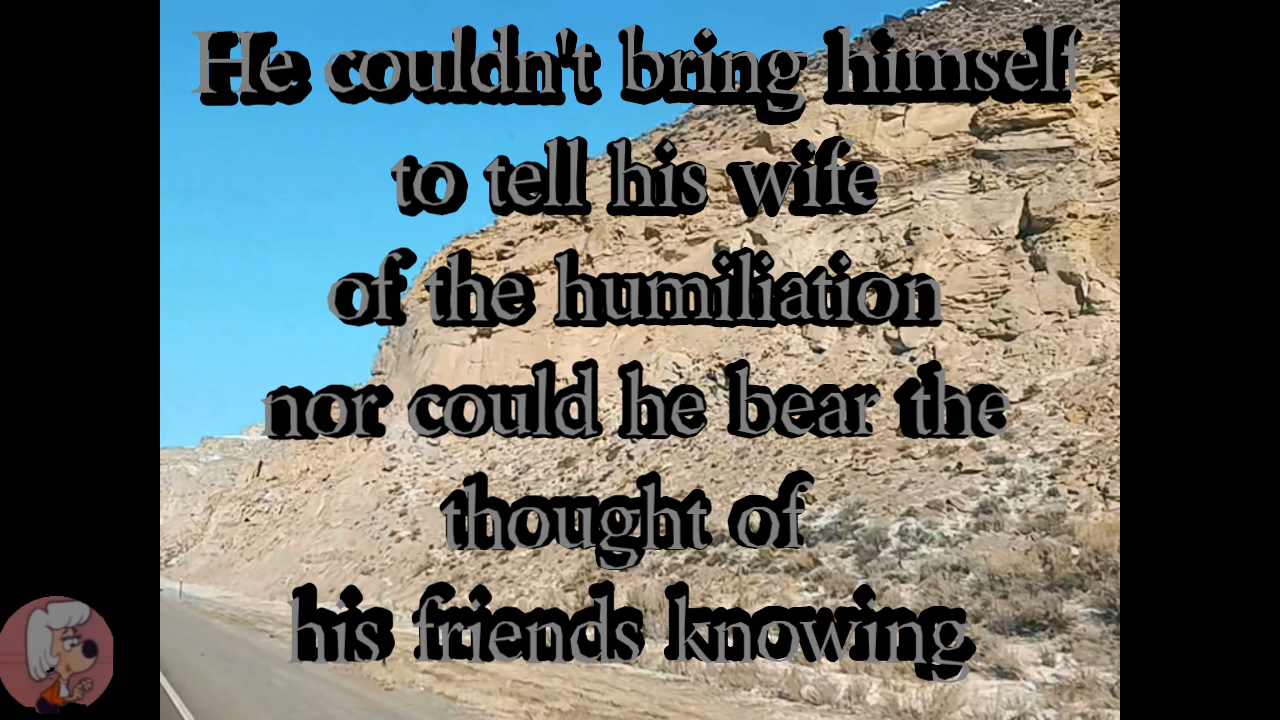 He couldn't bring himself
to tell his wife
of the humiliation
nor could he bear the
thought of
his friends knowing